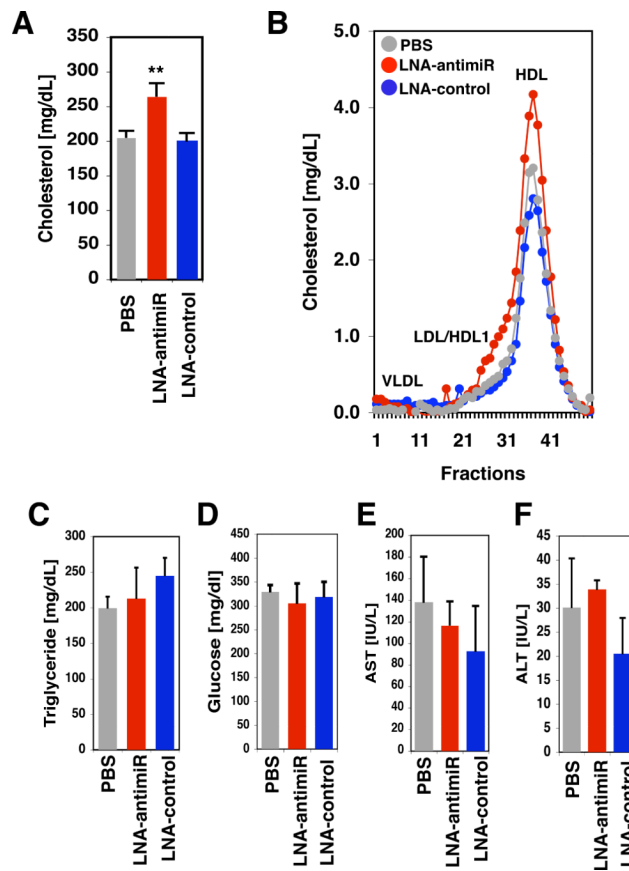 A
Cholesterol [mg/dL]
350
300
250
200
150
100
50
0
**
PBS
LNA-antimiR
LNA-control
B
Cholesterol [mg/dL]
5.0
4.0
3.0
2.0
1.0
0.0
PBS
LNA-antimiR
LNA-control
HDL
LDL/HDL1
VLDL
1 11 21 31 41
Fractions
C
Triglyceride [mg/dL]
300
250
200
150
100
50
0
PBS
LNA-antimiR
LNA-control
D
Glucose [mg/dl]
450
400
350
300
250
200
150
100
50
0
PBS
LNA-antimiR
LNA-control
E
AST [IU/L]
200
180
160
140
120
100
80
60
40
20
0
PBS
LNA-antimiR
LNA-control
F
ALT [IU/L]
45
40
35
30
25
20
15
10
5
0
PBS
LNA-antimiR
LNA-control